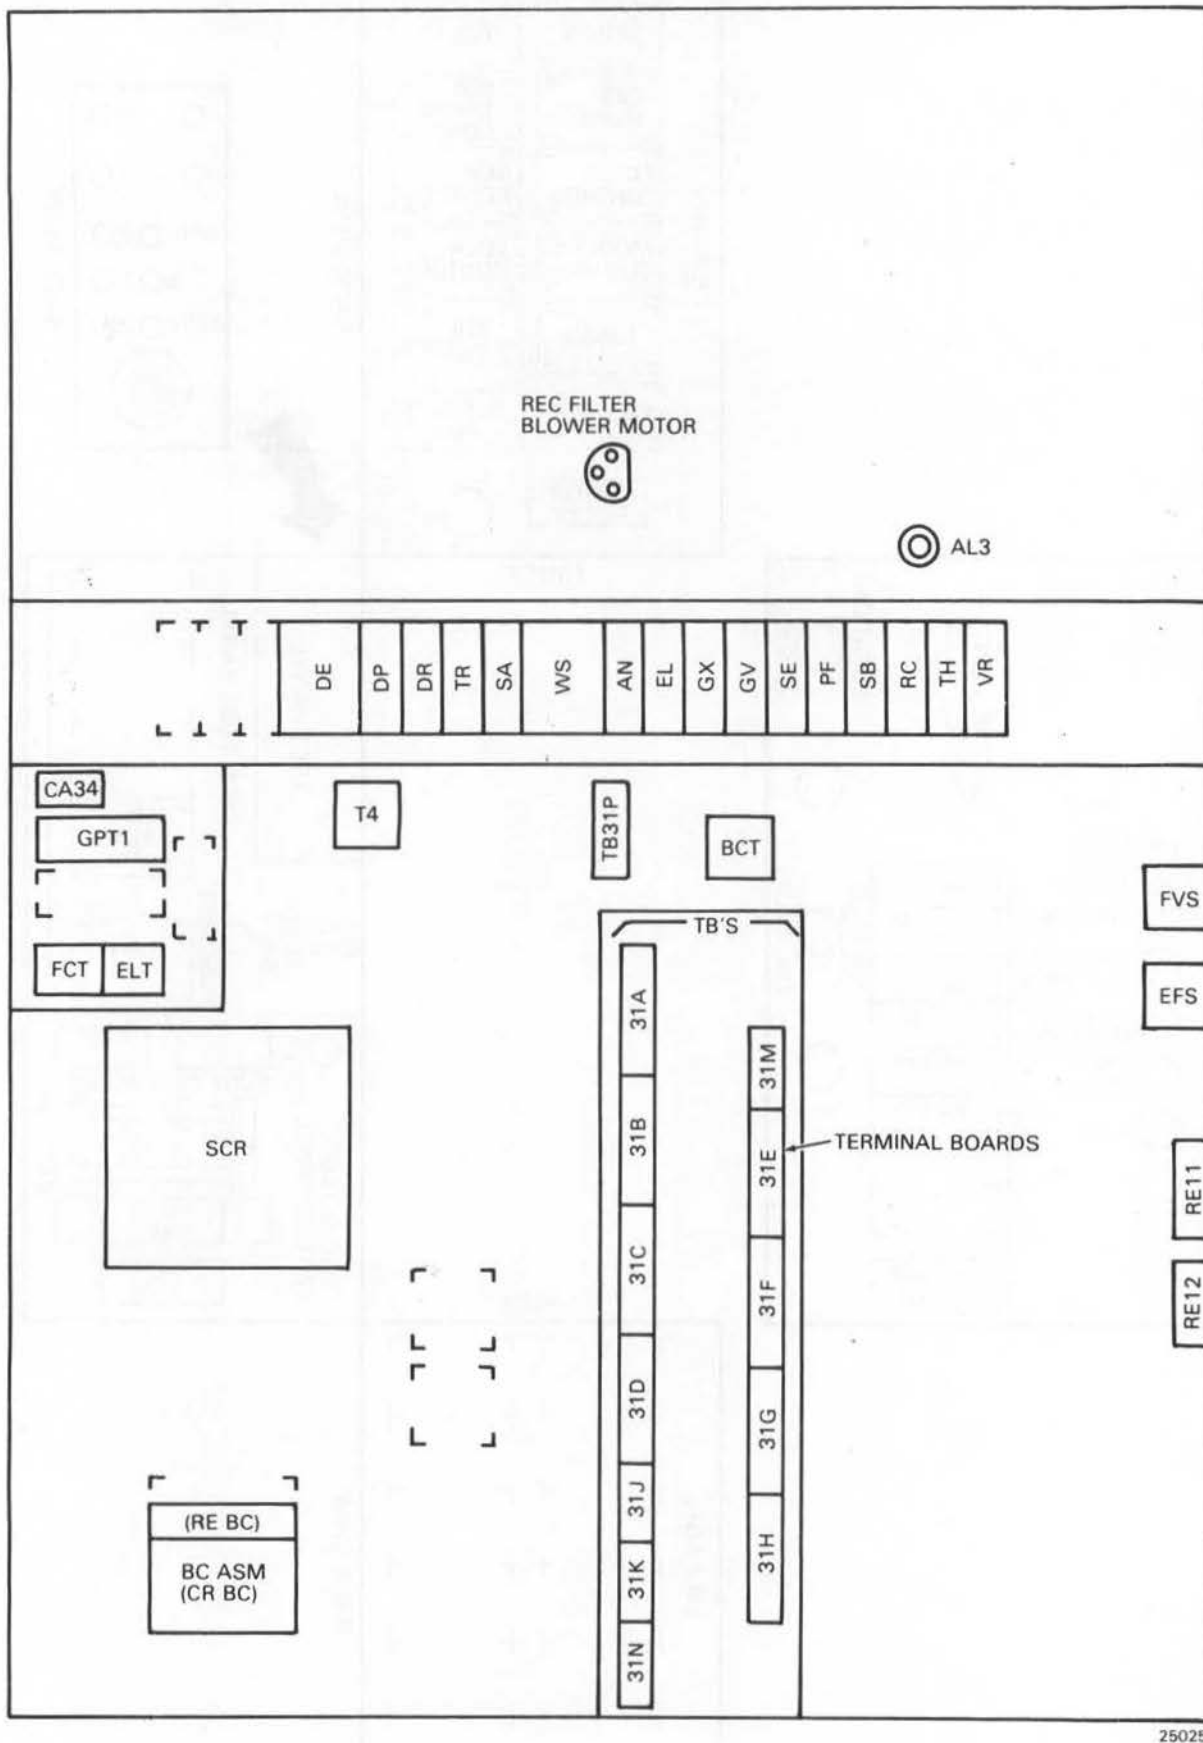 REC FILTER
BLOWER MOTOR
AL3
DE DP DR TR SA WS AN EL GX GV SE PF SB RC TH VR
CA34
GPT1
T4
TB31P
BCT
FVS
FCT ELT
TB'S
EFS
31A
31M
31B
SCR
31E
TERMINAL BOARDS
RE11
31C
31F
RE12
31D
31G
31J
31H
(RE BC)
BC ASM
(CR BC)
31K
31N
25025